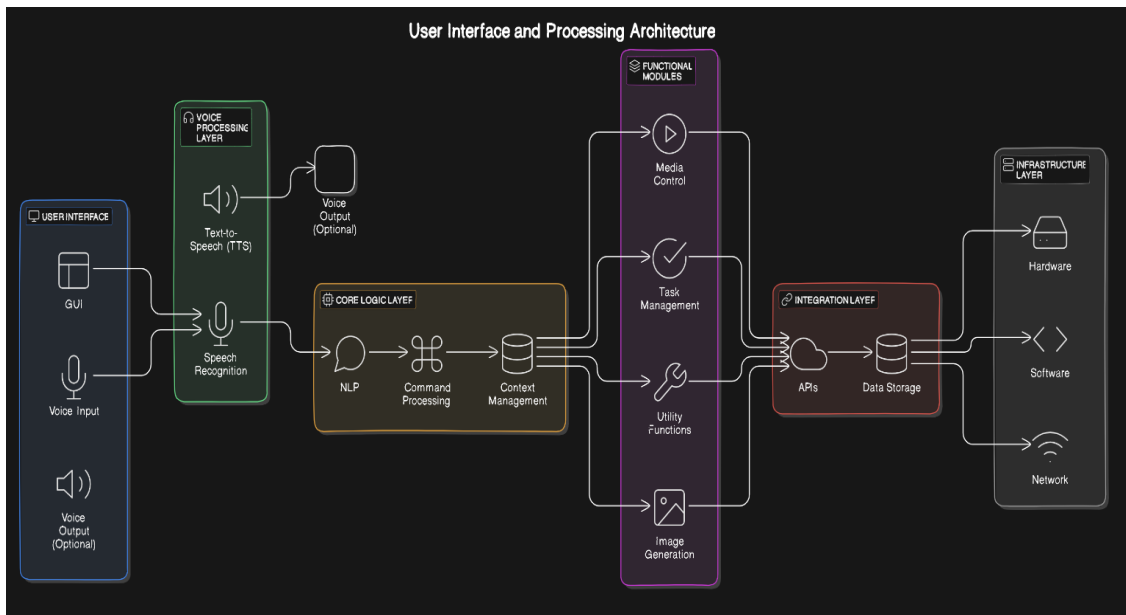 User Interface and Processing Architecture
USER INTERFACE
GUI
Voice Input
Voice
Output
(Optional)
VOICE
PROCESSING
LAYER
Text-to-
Speech (TTS)
Speech
Recognition
Voice
Output
(Optional)
CORE LOGIC LAYER
NLP
Command
Processing
Context
Management
FUNCTIONAL
MODULES
Media
Control
Task
Management
Utility
Functions
Image
Generation
INTEGRATION LAYER
APIs
Data Storage
INFRASTRUCTURE
LAYER
Hardware
Software
Network